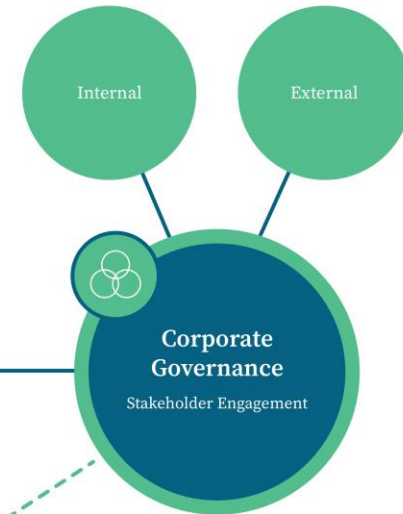 Internal
External
Corporate
Governance
Stakeholder Engagement